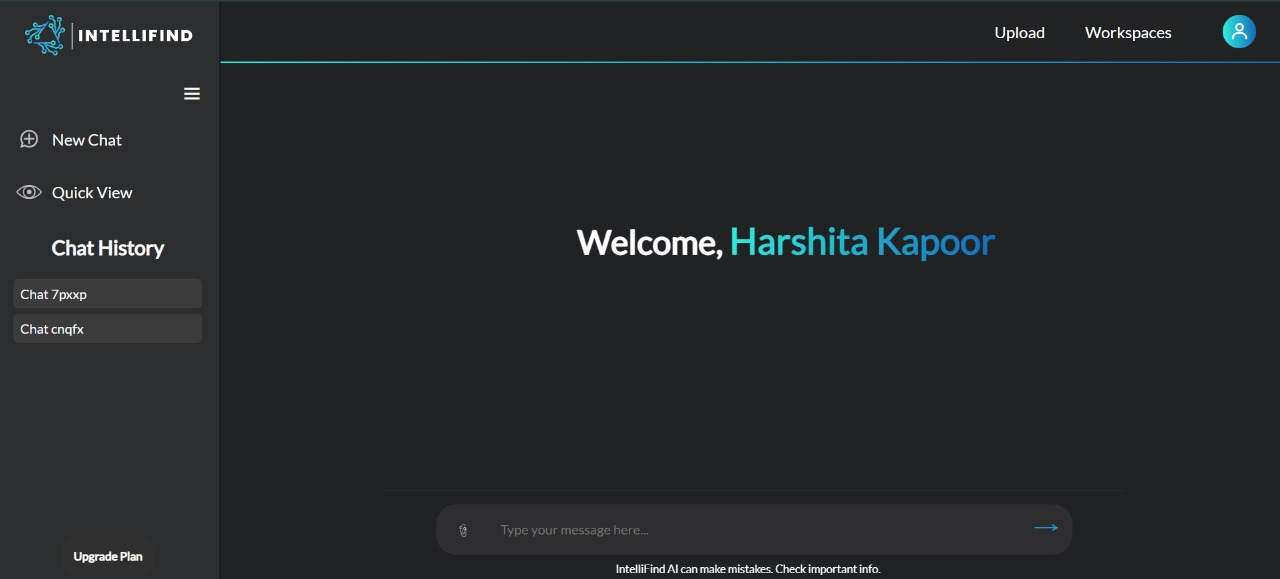 INTELLIFIND
Upload
Workspaces
New Chat
Quick View
Chat History
Chat 7pxxp
Chat cnqfx
Upgrade Plan
Welcome, Harshita Kapoor
Type your message here...
IntelliFind AI can make mistakes. Check important info.